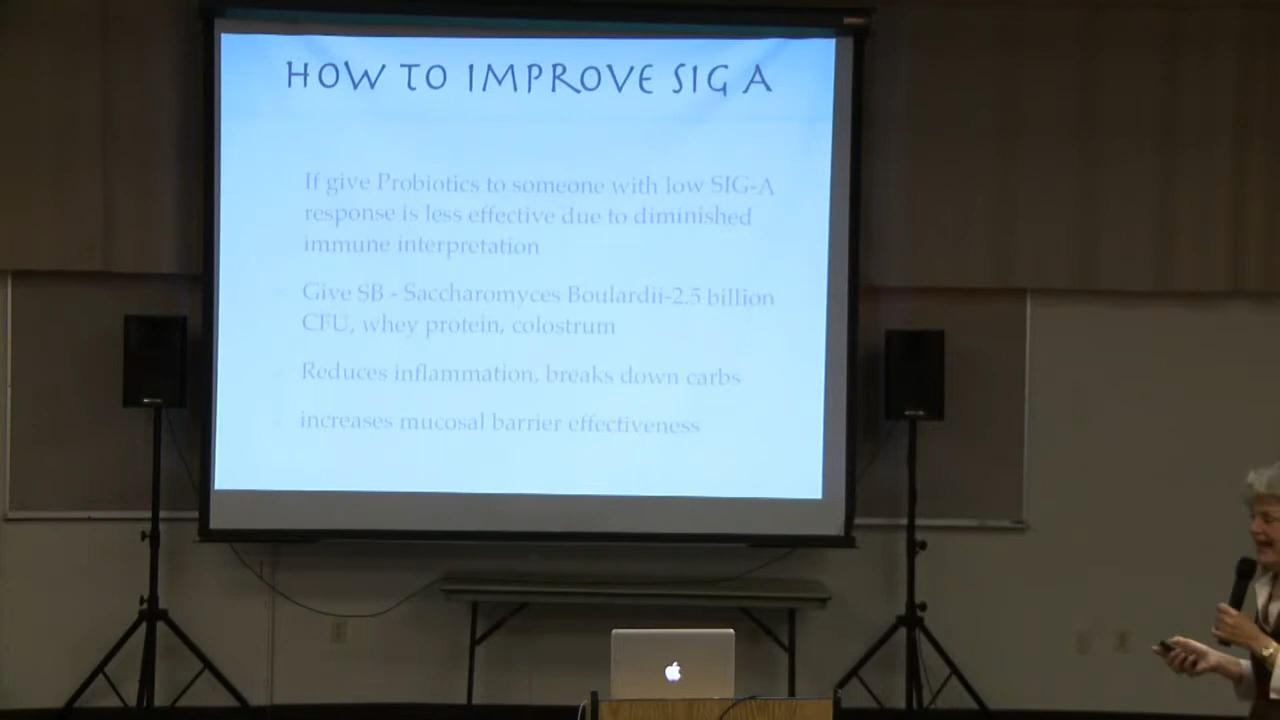 HOW TO IMPROVE SIG A
If give Probiotics to someone with low SIG-A
response is less effective due to diminished
immune interpretation
Give SB - Saccharomyces Boulardii-2.5 billion
CFU, whey protein, colostrum
Reduces inflammation, breaks down carbs
increases mucosal barrier effectiveness